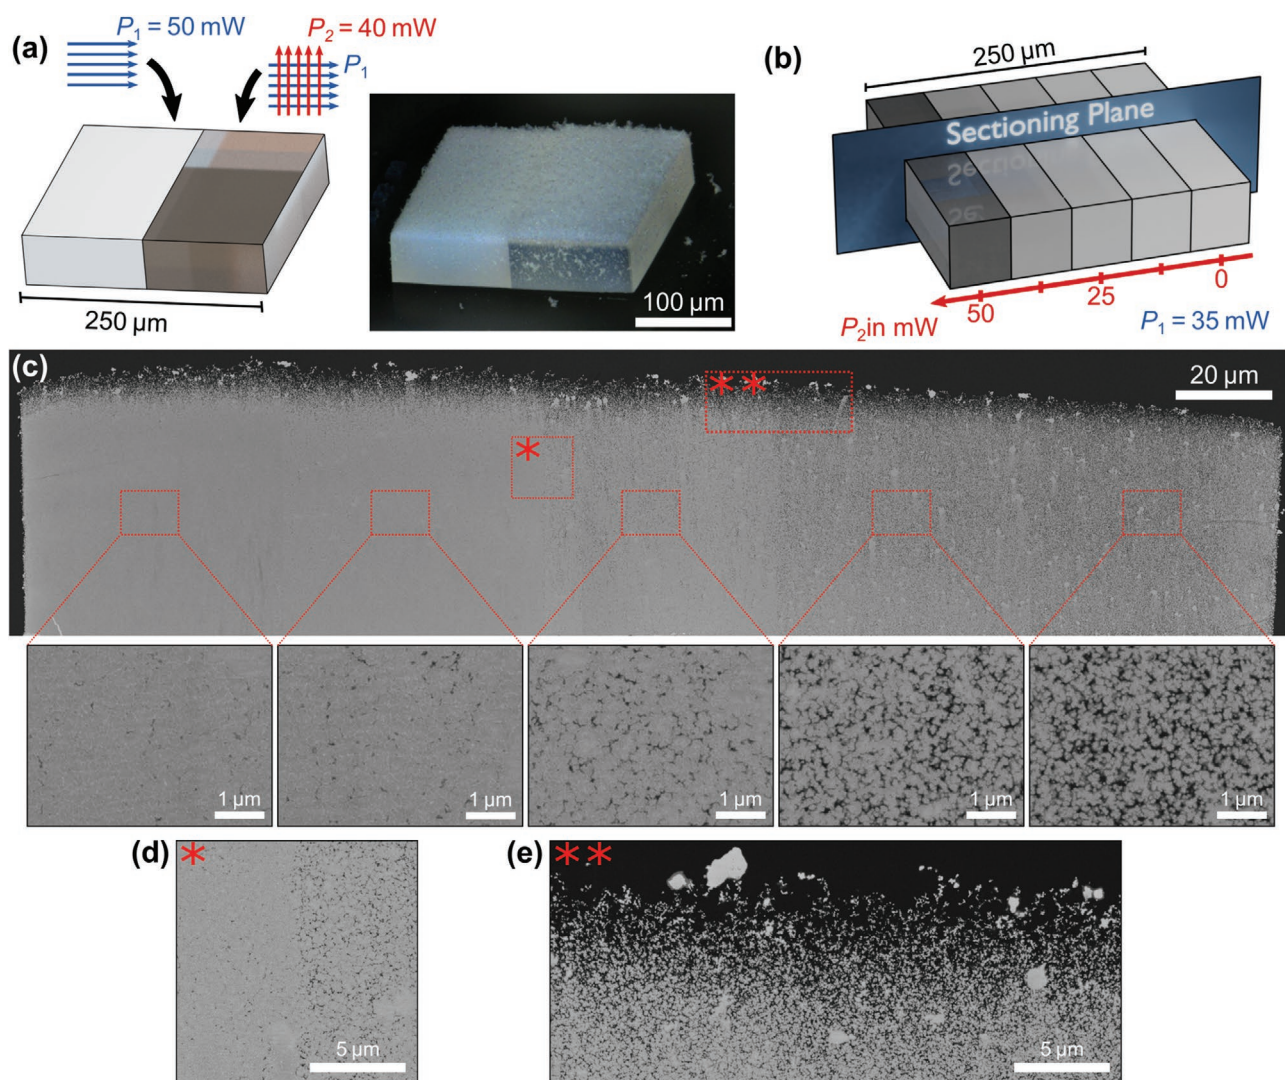 (a)
P₁ = 50 mW
P₂ = 40 mW
P₁
250 µm
100 µm
(b)
250 µm
Sectioning Plane
50
25
0
P₂in mW
P₁ = 35 mW
(c)
**
20 µm
*
1 µm
1 µm
1 µm
1 µm
1 µm
(d)
*
5 µm
(e)
**
5 µm